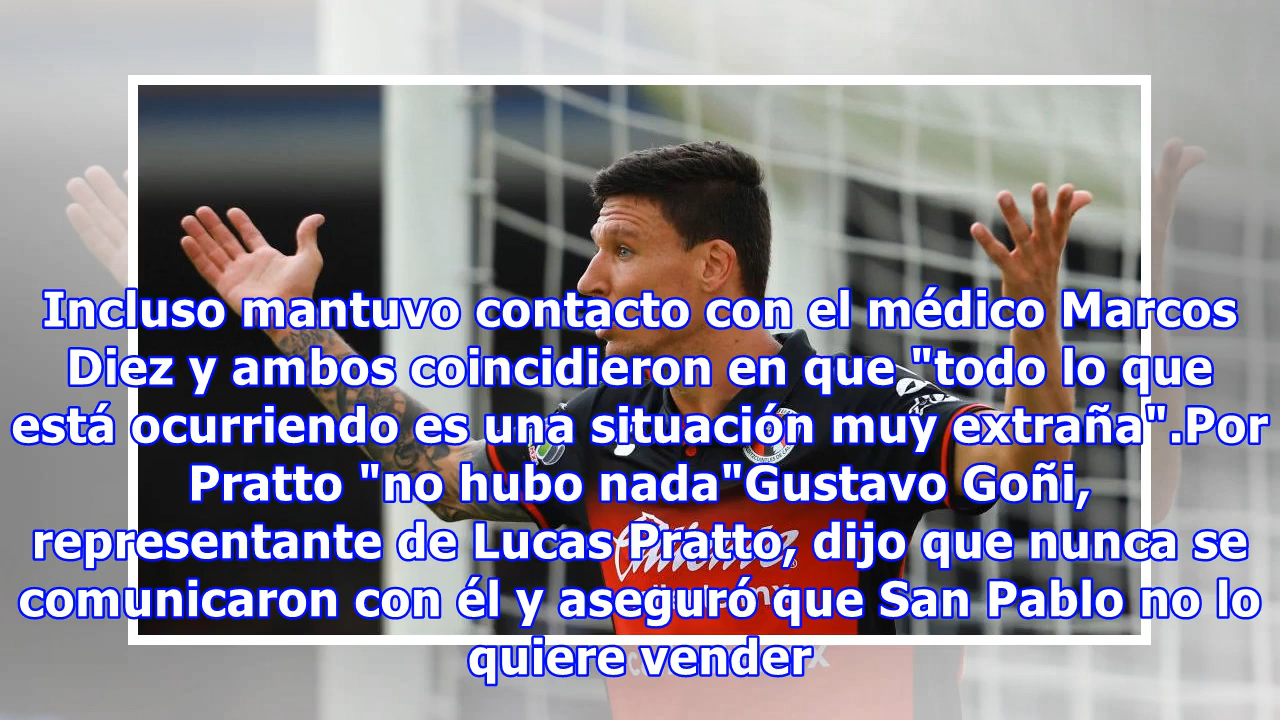 Incluso mantuvo contacto con el médico Marcos
Diez y ambos coincidieron en que "todo lo que
está ocurriendo es una situación muy extraña".Por
Pratto "no hubo nada"Gustavo Goñi,
representante de Lucas Pratto, dijo que nunca se
comunicaron con él y aseguró que San Pablo no lo
quiere vender
Caliente